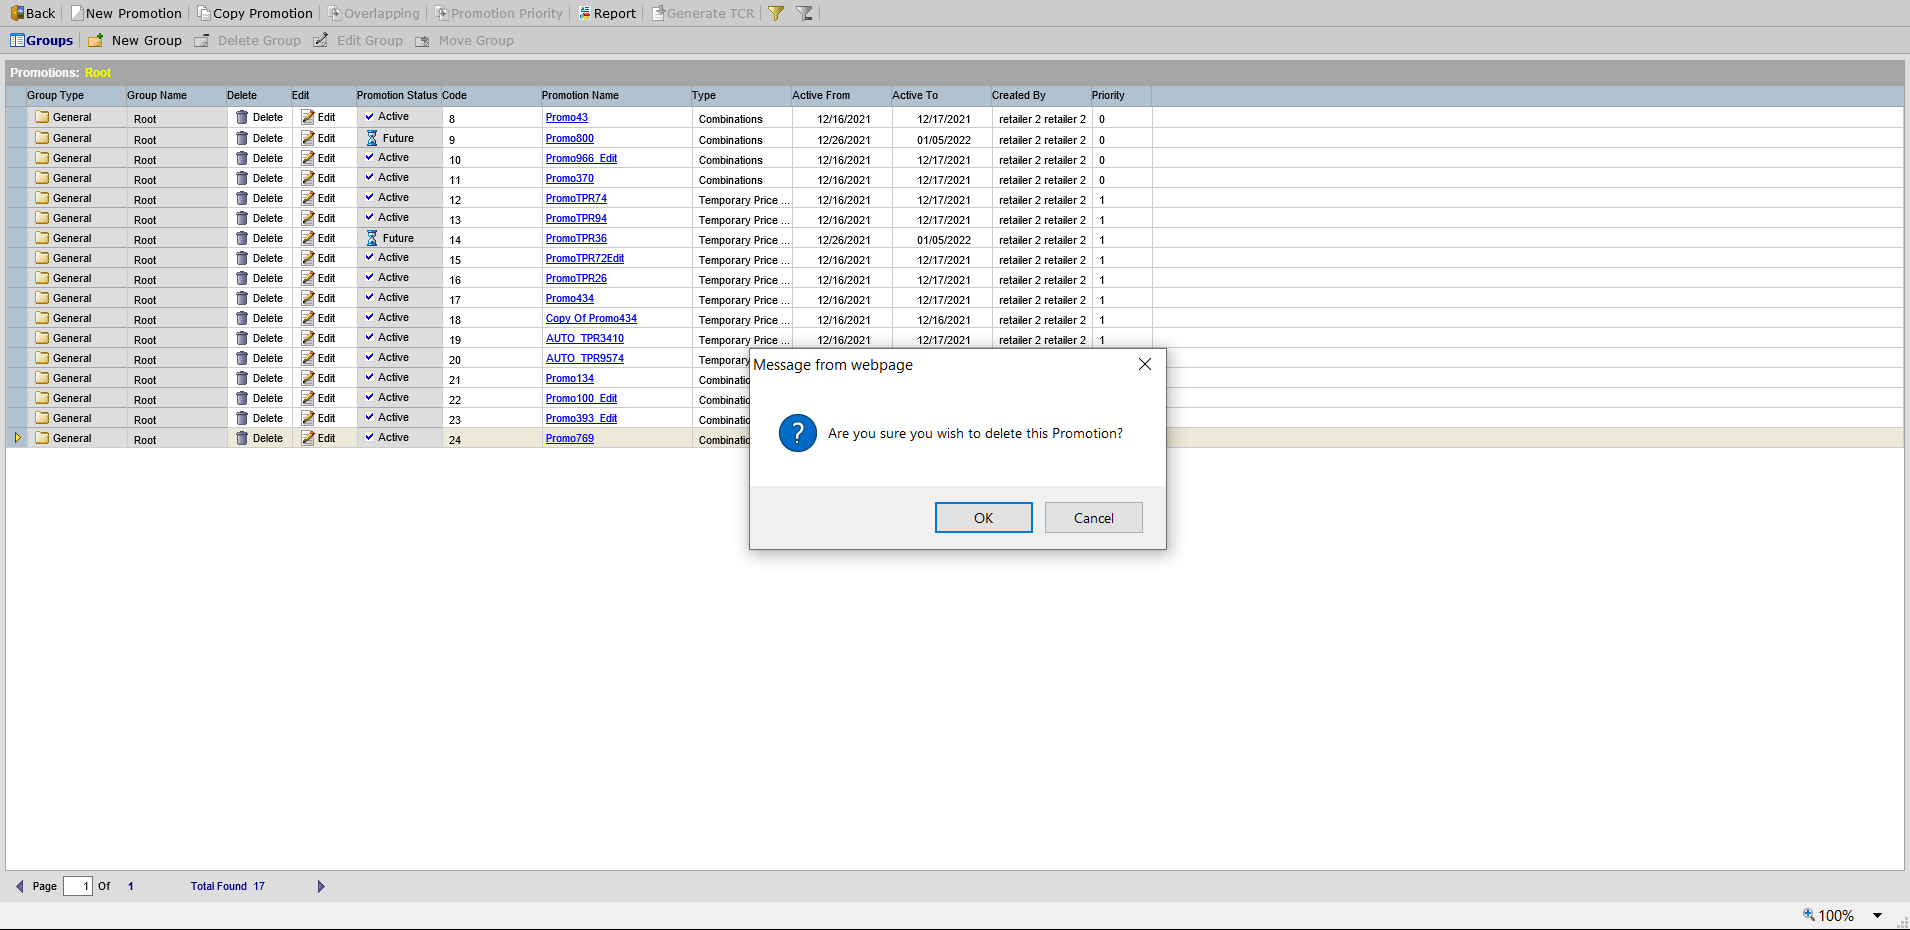 Back New Promotion Copy Promotion Overlapping Promotion Priority Report Generate TCR
Groups New Group Delete Group Edit Group Move Group
Promotions: Root
Group Type Group Name Delete Edit Promotion Status Code Promotion Name Type Active From Active To Created By Priority
General Root Delete Edit Active 8 Promo43 Combinations 12/16/2021 12/17/2021 retailer 2 retailer 2 0
General Root Delete Edit Future 9 Promo800 Combinations 12/26/2021 01/05/2022 retailer 2 retailer 2 0
General Root Delete Edit Active 10 Promo966_Edit Combinations 12/16/2021 12/17/2021 retailer 2 retailer 2 0
General Root Delete Edit Active 11 Promo370 Combinations 12/16/2021 12/17/2021 retailer 2 retailer 2 0
General Root Delete Edit Active 12 PromoTPR74 Temporary Price ... 12/16/2021 12/17/2021 retailer 2 retailer 2 1
General Root Delete Edit Active 13 PromoTPR94 Temporary Price ... 12/16/2021 12/17/2021 retailer 2 retailer 2 1
General Root Delete Edit Future 14 PromoTPR36 Temporary Price ... 12/26/2021 01/05/2022 retailer 2 retailer 2 1
General Root Delete Edit Active 15 PromoTPR72Edit Temporary Price ... 12/16/2021 12/17/2021 retailer 2 retailer 2 1
General Root Delete Edit Active 16 PromoTPR26 Temporary Price ... 12/16/2021 12/17/2021 retailer 2 retailer 2 1
General Root Delete Edit Active 17 Promo434 Temporary Price ... 12/16/2021 12/17/2021 retailer 2 retailer 2 1
General Root Delete Edit Active 18 Copy Of Promo434 Temporary Price ... 12/16/2021 12/16/2021 retailer 2 retailer 2 1
General Root Delete Edit Active 19 AUTO_TPR3410 Temporary Price ... 12/16/2021 12/17/2021 retailer 2 retailer 2 1
General Root Delete Edit Active 20 AUTO_TPR9574 Temporary
General Root Delete Edit Active 21 Promo134 Combinatio
General Root Delete Edit Active 22 Promo100_Edit Combinatio
General Root Delete Edit Active 23 Promo393_Edit Combinatio
General Root Delete Edit Active 24 Promo769 Combinatio
Message from webpage
? Are you sure you wish to delete this Promotion?
OK Cancel
Page 1 Of 1 Total Found 17
100%